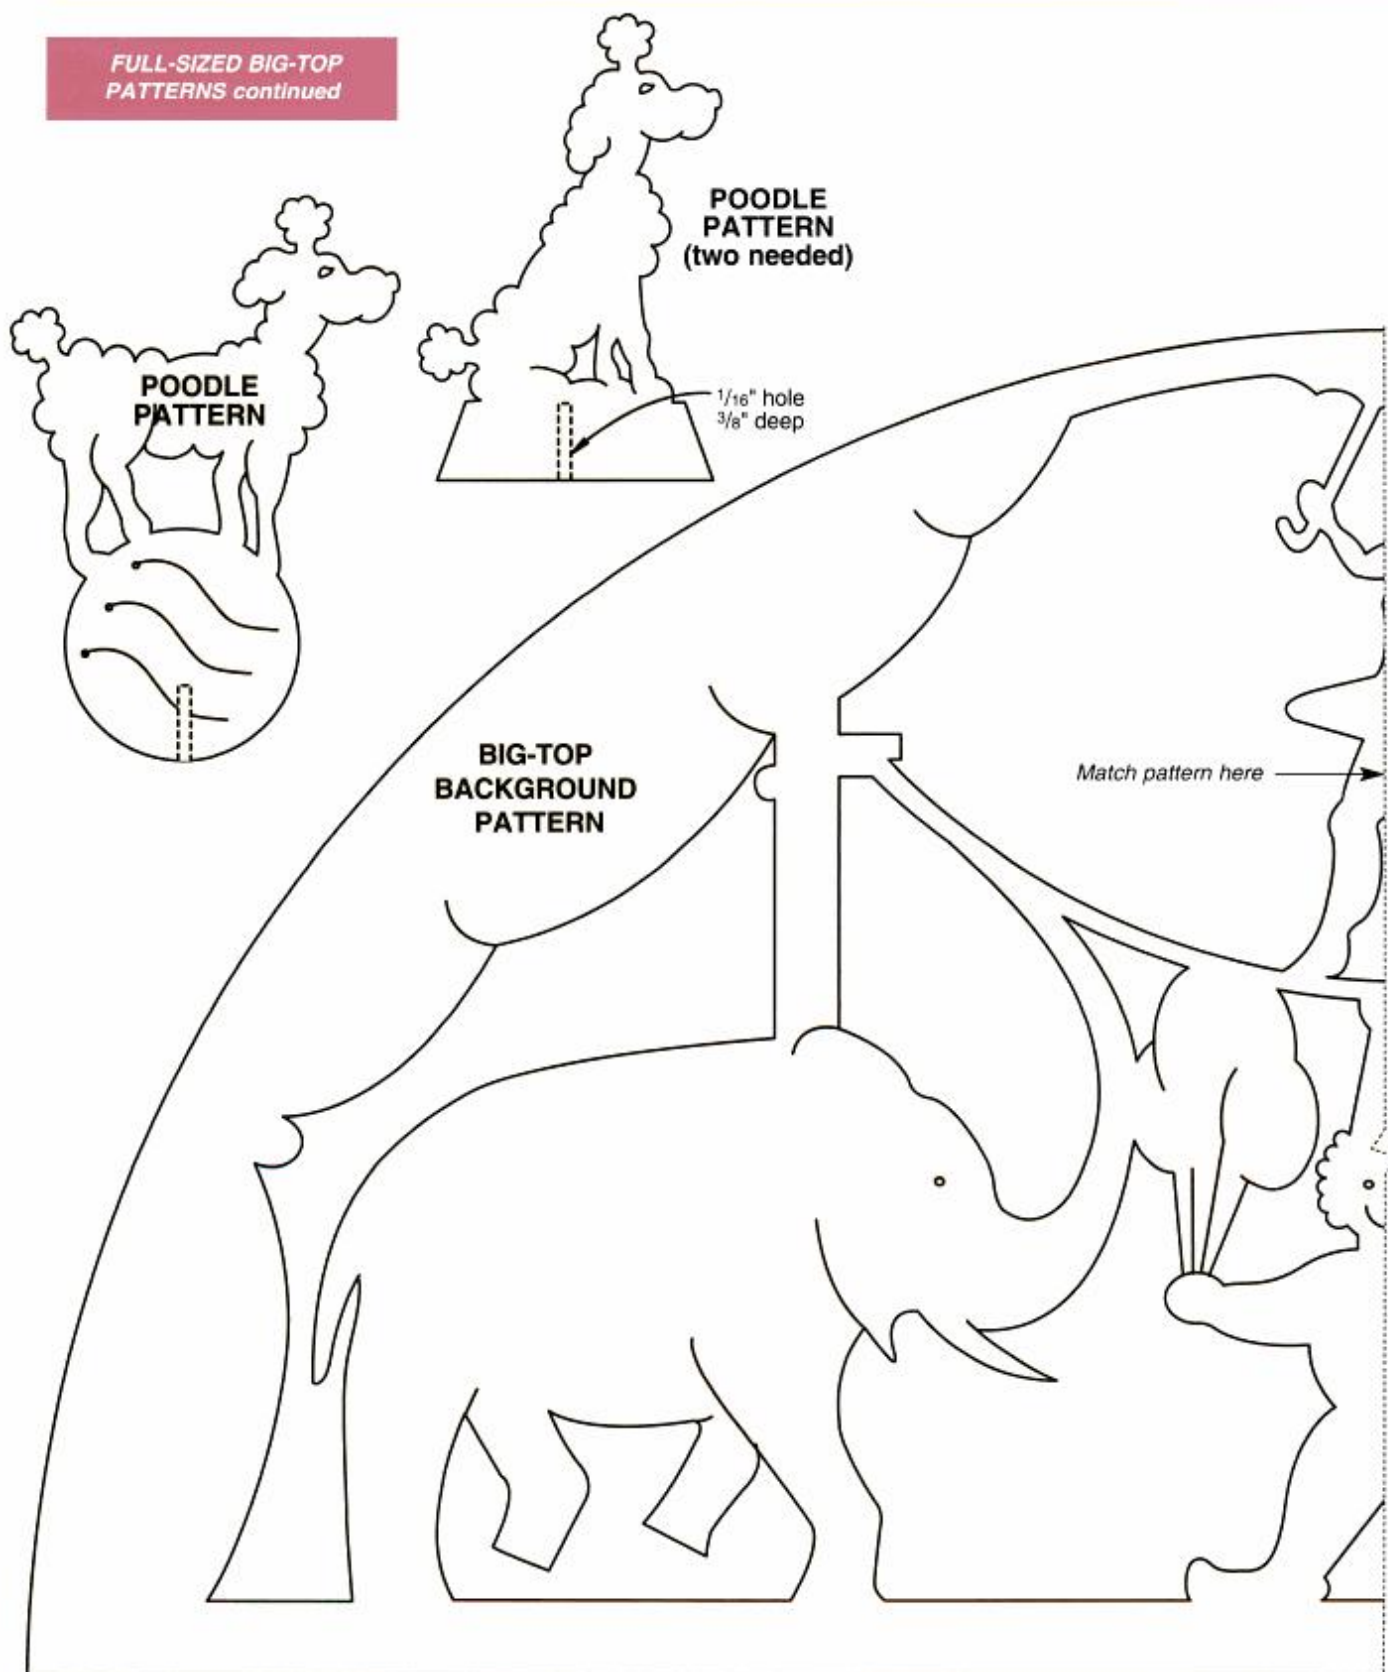 FULL-SIZED BIG-TOP
PATTERNS continued
POODLE
PATTERN
(two needed)
POODLE
PATTERN
1/16" hole
3/8" deep
BIG-TOP
BACKGROUND
PATTERN
Match pattern here